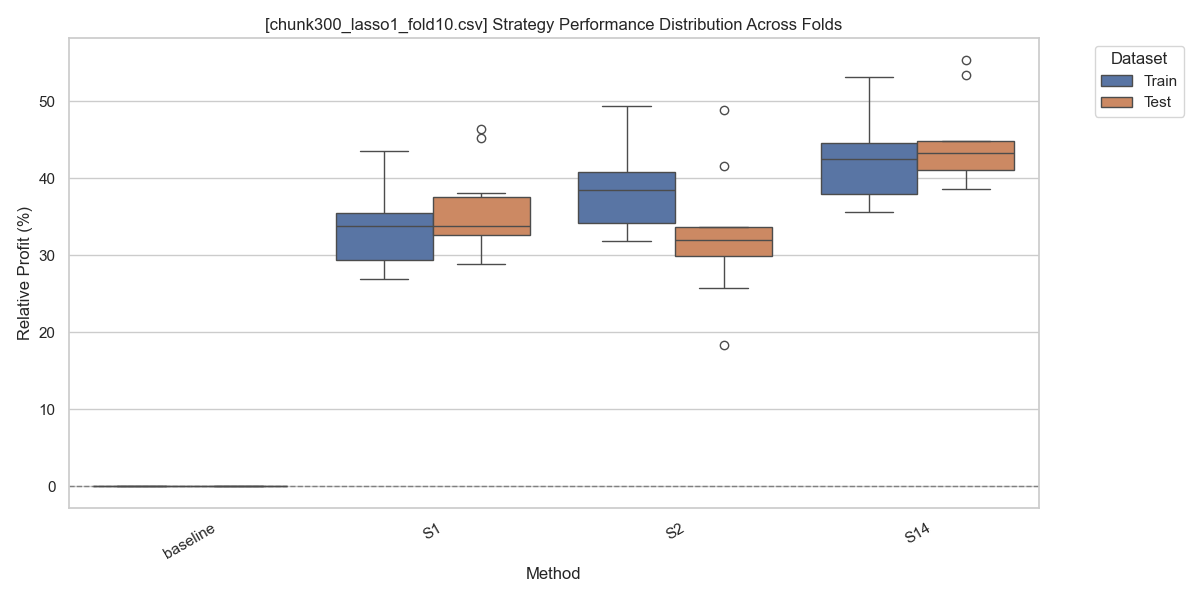 [chunk300_lasso1_fold10.csv] Strategy Performance Distribution Across Folds
Dataset
Train
Test
Relative Profit (%)
50
40
30
20
10
0
baseline
S1
S2
S14
Method